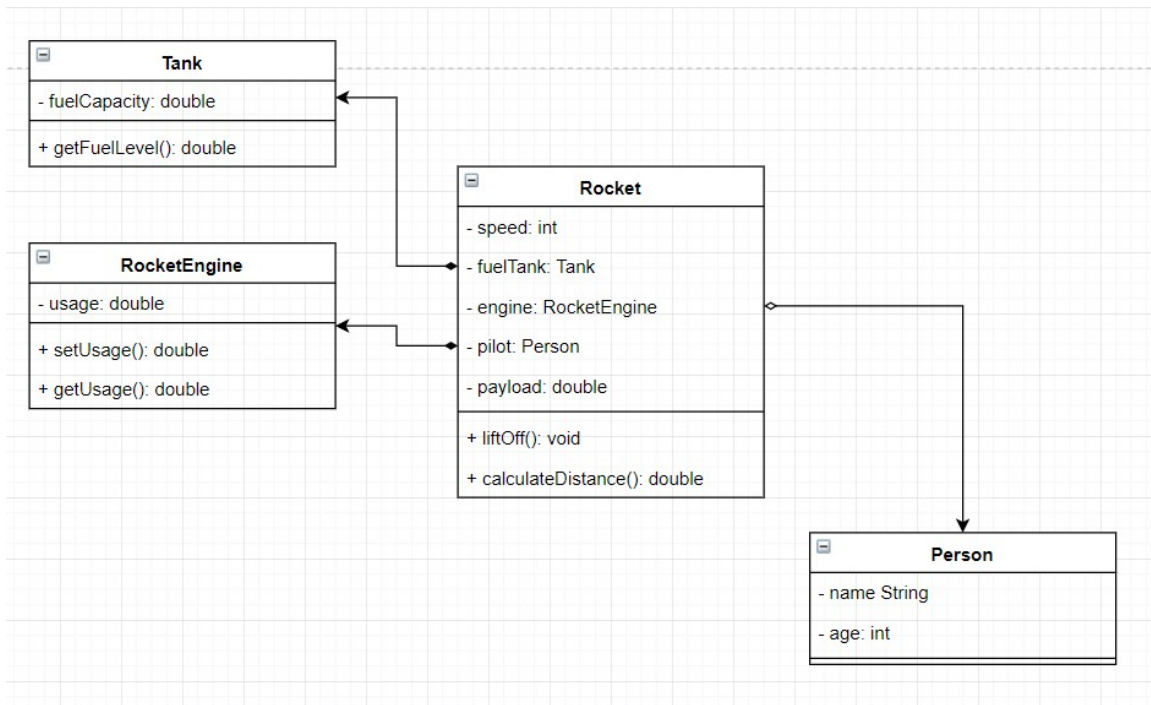 Tank
- fuelCapacity: double
+ getFuelLevel(): double
RocketEngine
- usage: double
+ setUsage(): double
+ getUsage(): double
Rocket
- speed: int
- fuelTank: Tank
- engine: RocketEngine
- pilot: Person
- payload: double
+ liftOff(): void
+ calculateDistance(): double
Person
- name String
- age: int